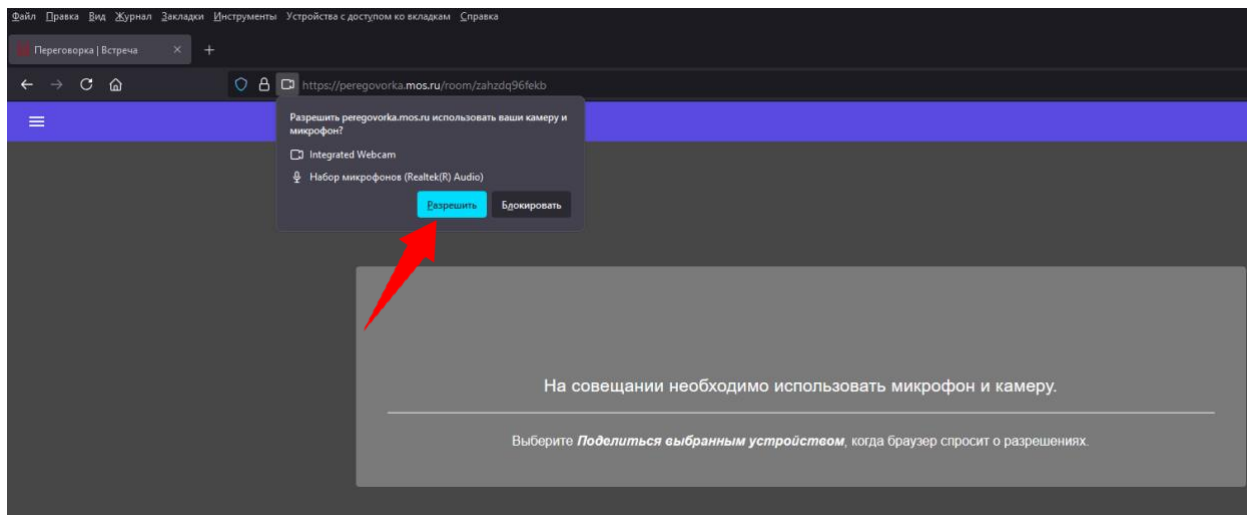 Файл Правка Вид Журнал Закладки Инструменты Устройства с доступом ко вкладкам Справка
Переговорка | Встреча
https://peregovorka.mos.ru/room/zahzdq96fekb
Разрешить peregovorka.mos.ru использовать ваши камеру и
микрофон?
Integrated Webcam
Набор микрофонов (Realtek(R) Audio)
Разрешить Блокировать
На совещании необходимо использовать микрофон и камеру.
Выберите Поделиться выбранным устройством, когда браузер спросит о разрешениях.